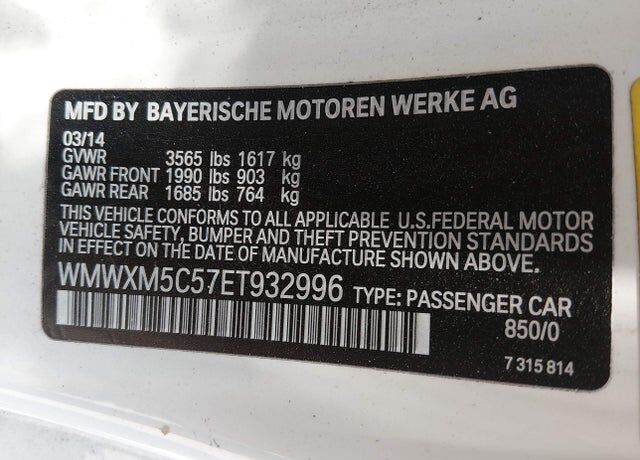 MFD BY BAYERISCHE MOTOREN WERKE AG
03/14
GVWR 3565 lbs 1617 kg
GAWR FRONT 1990 lbs 903 kg
GAWR REAR 1685 lbs 764 kg
THIS VEHICLE CONFORMS TO ALL APPLICABLE U.S.FEDERAL MOTOR
VEHICLE SAFETY, BUMPER AND THEFT PREVENTION STANDARDS
IN EFFECT ON THE DATE OF MANUFACTURE SHOWN ABOVE.
WMWXM5C57ET932996 TYPE: PASSENGER CAR
850/0
7 315 814